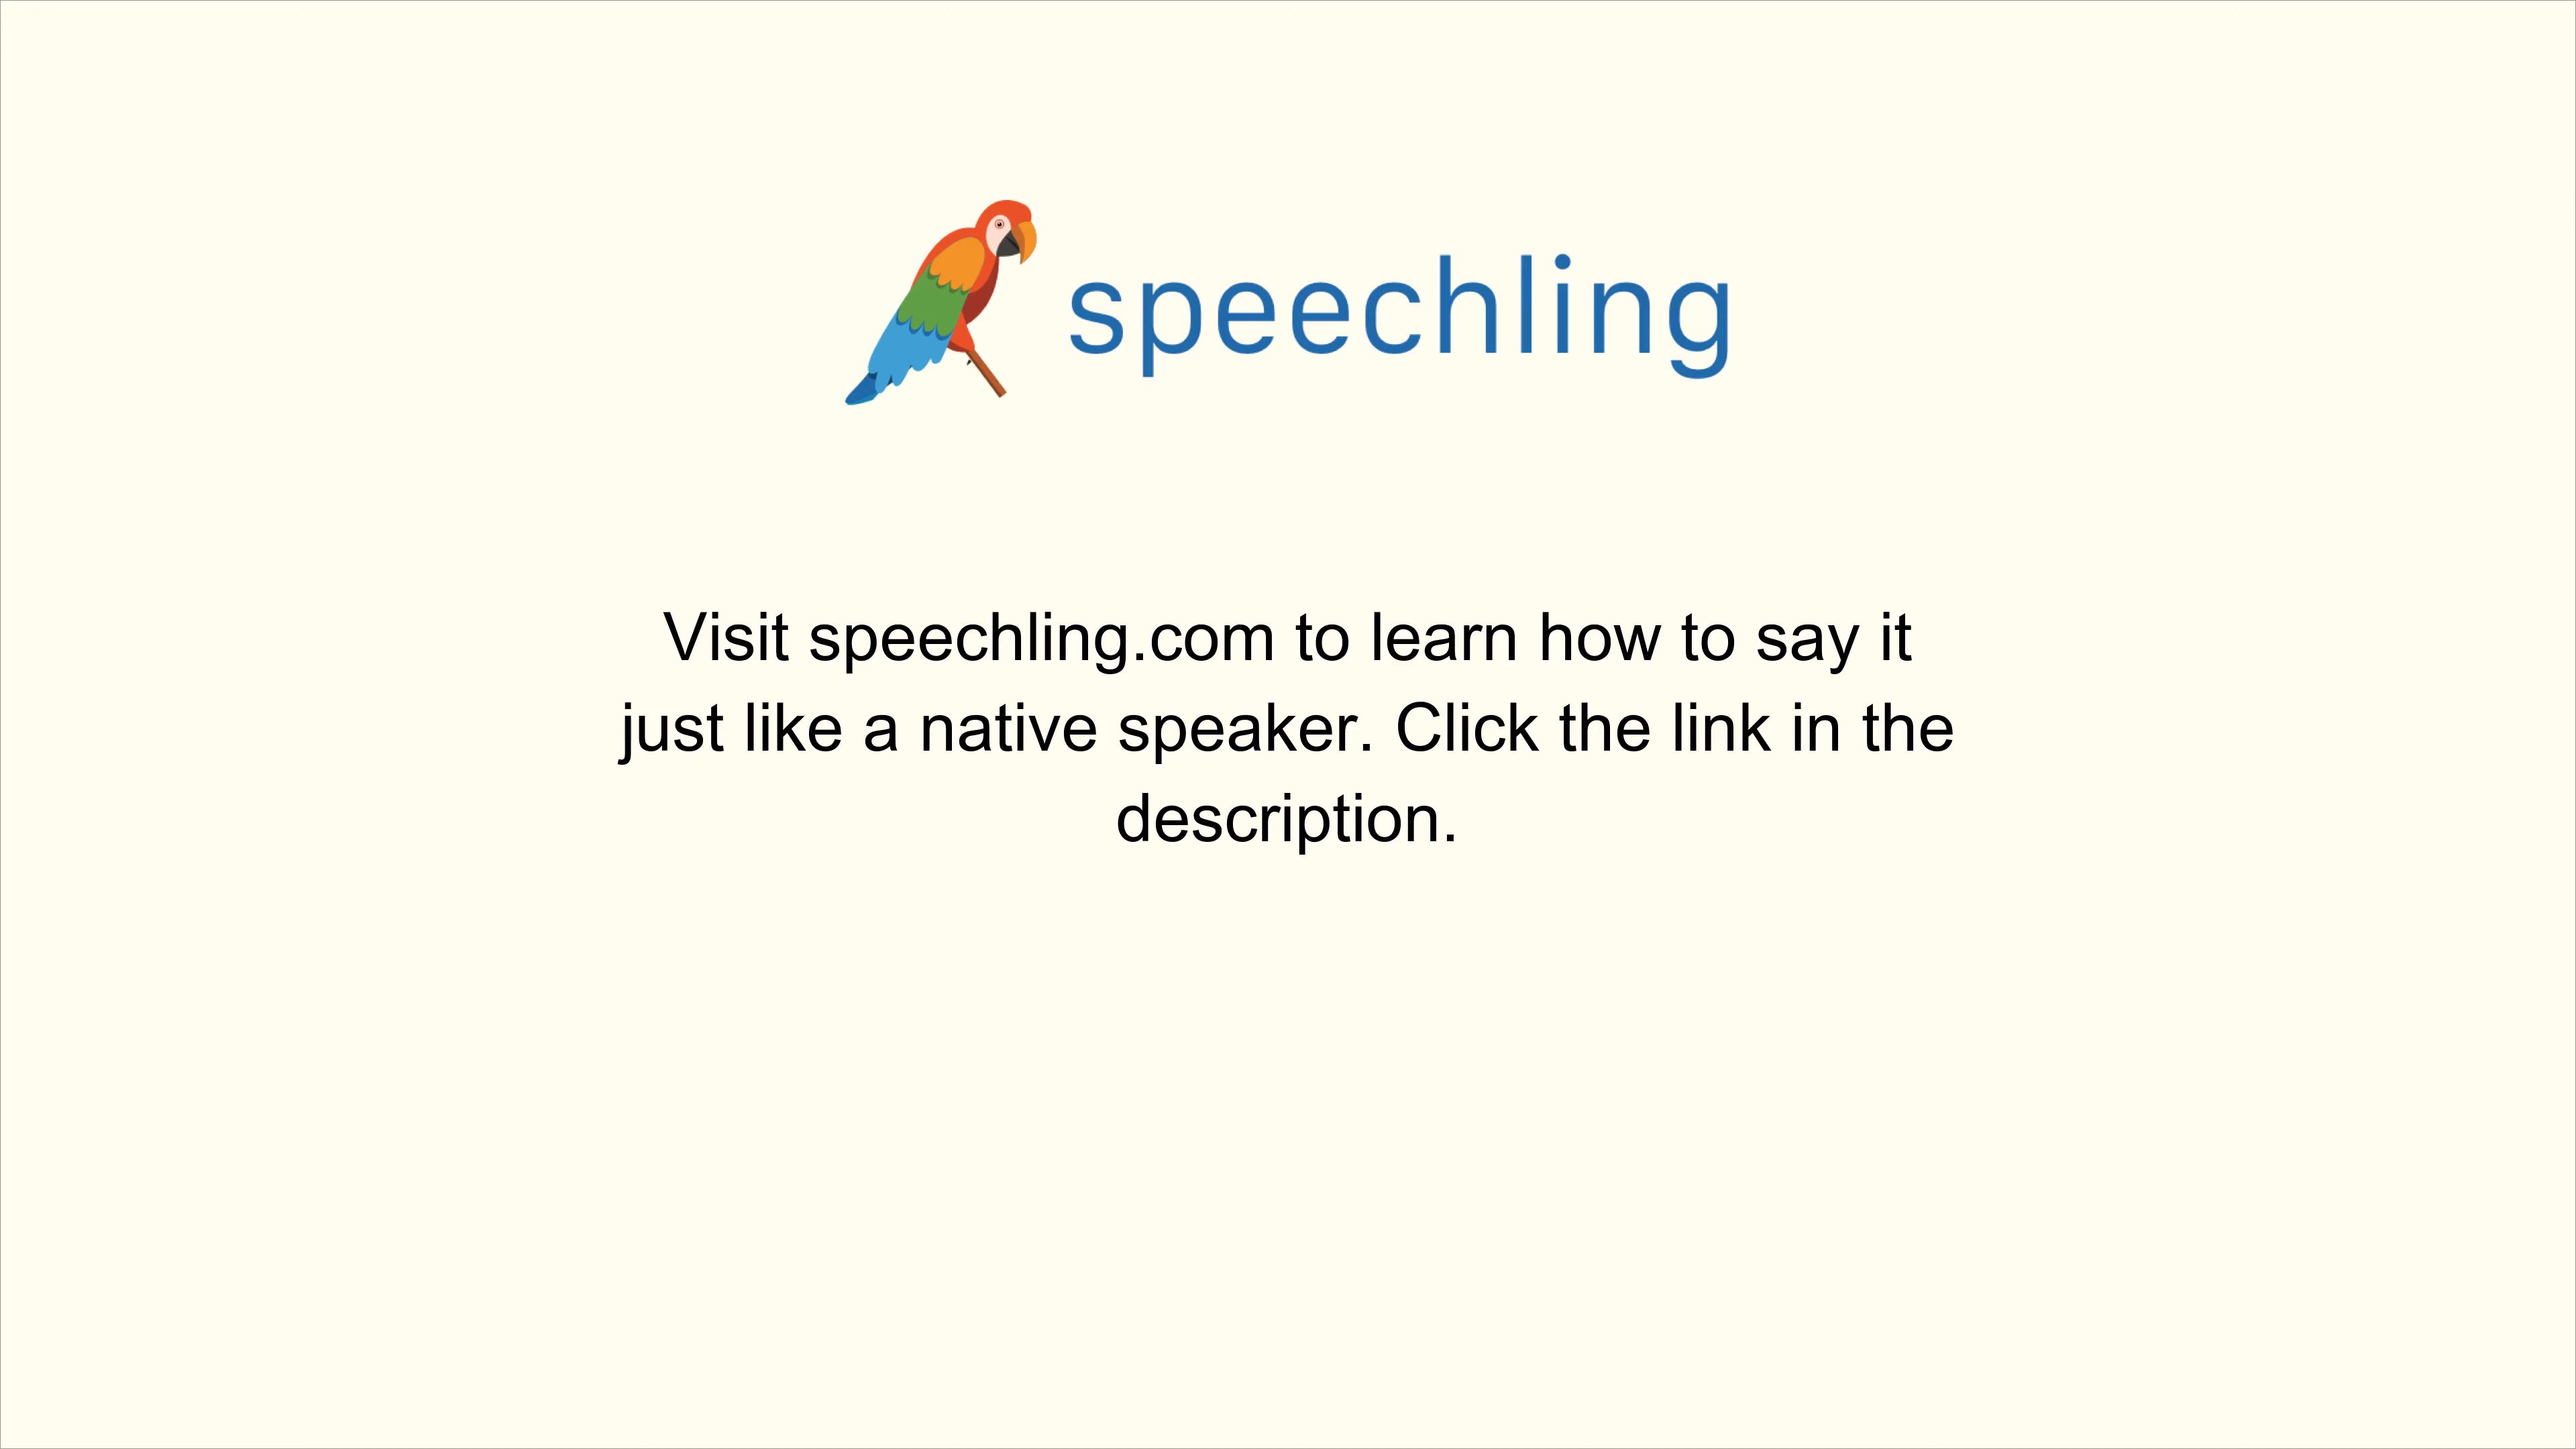 speechling
Visit speechling.com to learn how to say it
just like a native speaker. Click the link in the
description.